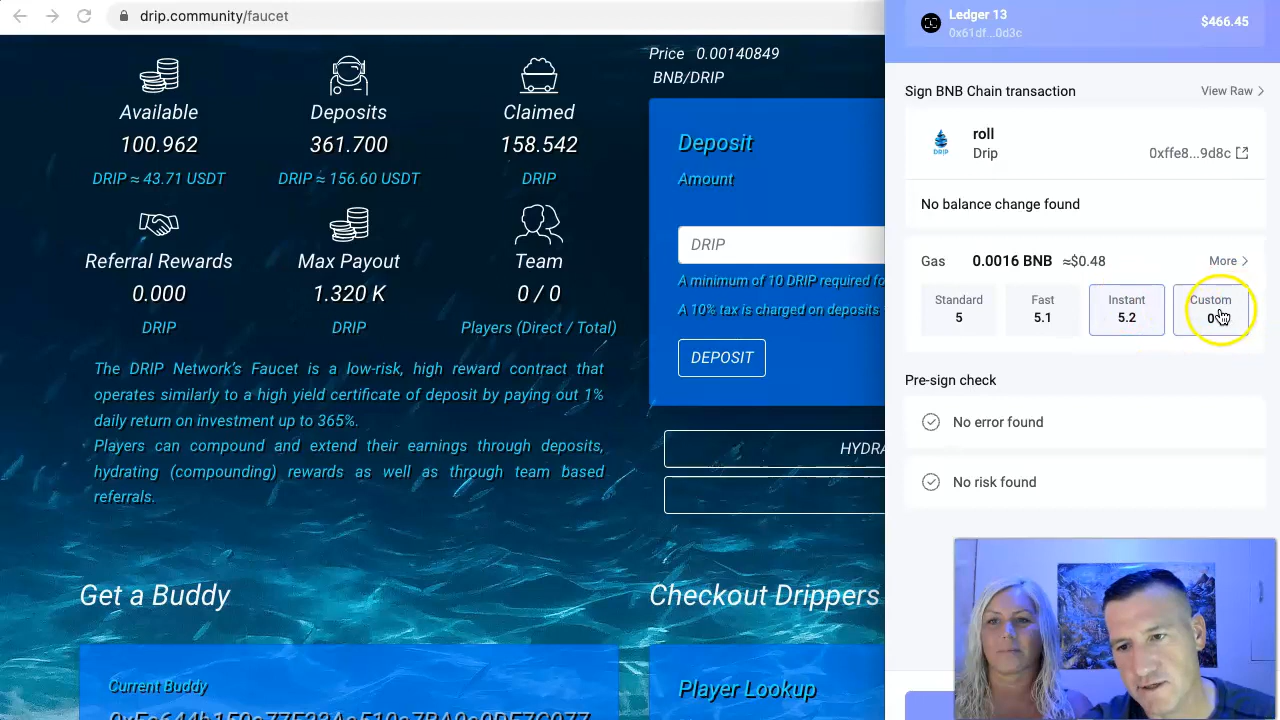 drip.community/faucet
Available
100.962
DRIP ≈ 43.71 USDT
Deposits
361.700
DRIP ≈ 156.60 USDT
Claimed
158.542
DRIP
Referral Rewards
0.000
DRIP
Max Payout
1.320 K
DRIP
Team
0 / 0
Players (Direct / Total)
The DRIP Network's Faucet is a low-risk, high reward contract that
operates similarly to a high yield certificate of deposit by paying out 1%
daily return on investment up to 365%.
Players can compound and extend their earnings through deposits,
hydrating (compounding) rewards as well as through team based
referrals.
Price 0.00140849
BNB/DRIP
Deposit
Amount
DRIP
A minimum of 10 DRIP required fo
A 10% tax is charged on deposits
DEPOSIT
HYDRA
Get a Buddy
Current Buddy
Checkout Drippers
Player Lookup
Ledger 13
0x61df...0d3c
$466.45
Sign BNB Chain transaction
View Raw
roll
Drip
0xffe8...9d8c
No balance change found
Gas 0.0016 BNB ≈$0.48
More
Standard
5
Fast
5.1
Instant
5.2
Custom
0
Pre-sign check
No error found
No risk found